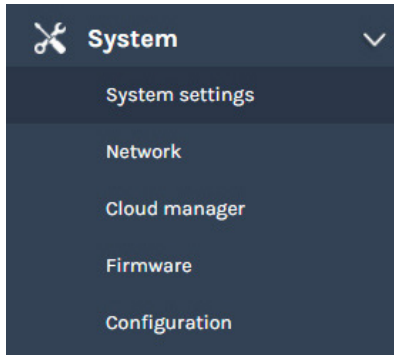 System
System settings
Network
Cloud manager
Firmware
Configuration